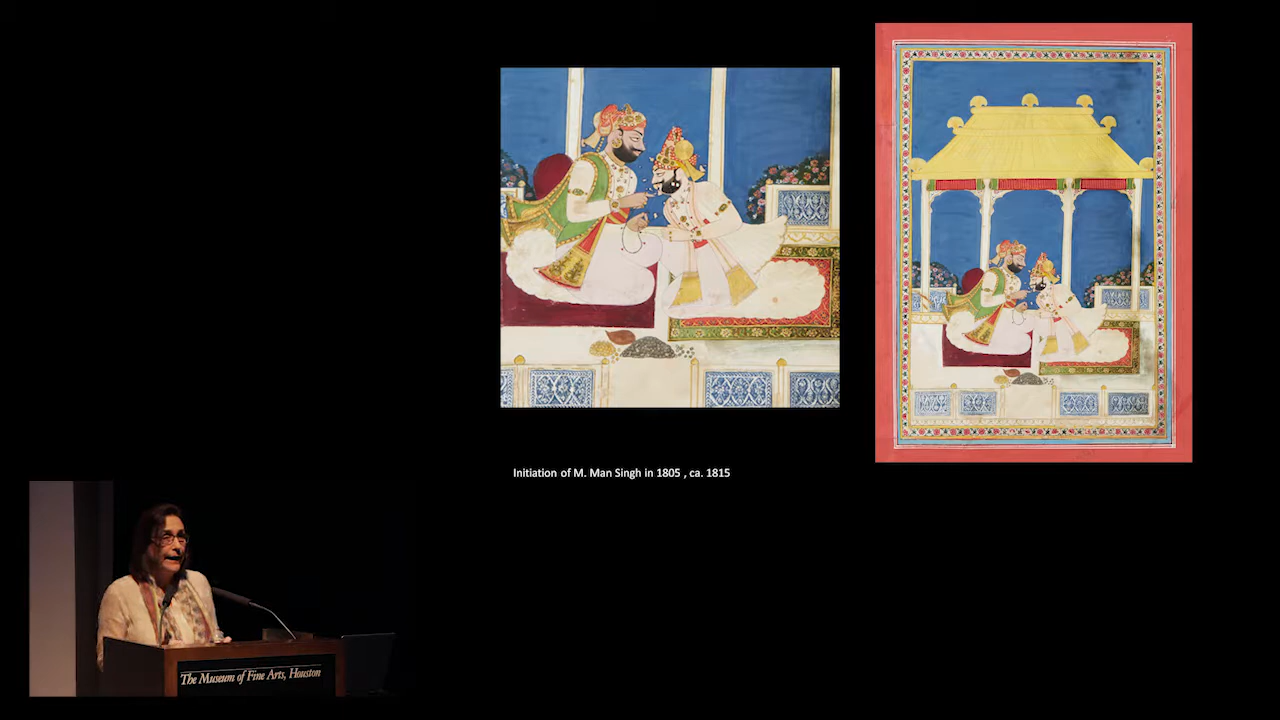 Initiation of M. Man Singh in 1805 , ca. 1815
The Museum of Fine Arts, Houston